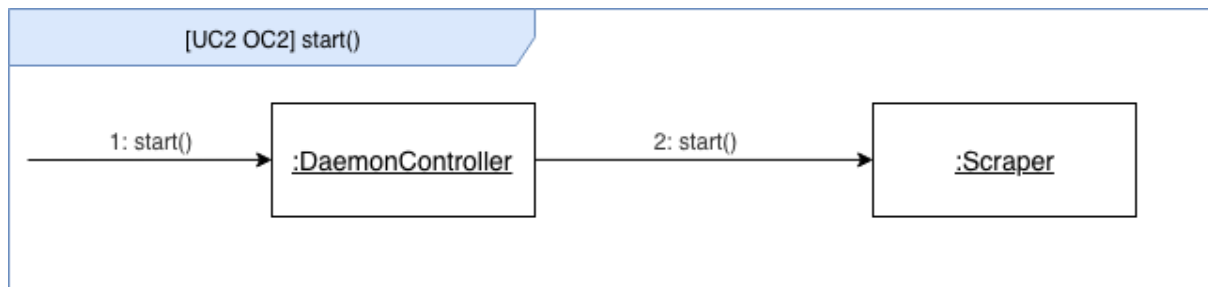 [UC2 OC2] start()
1: start()
2: start()
:DaemonController
:Scraper